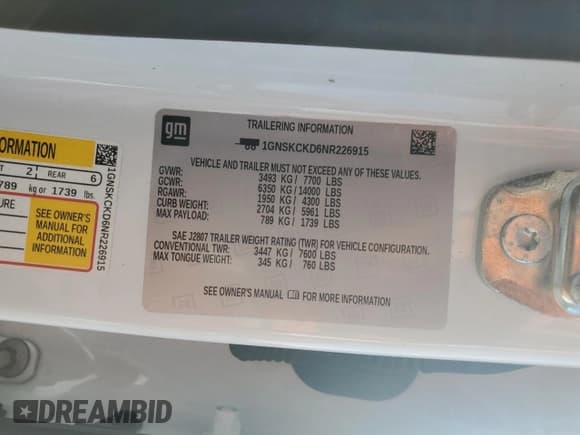 gm
TRAILERING INFORMATION
1GNSKCKD6NR226915
VEHICLE AND TRAILER MUST NOT EXCEED ANY OF THESE VALUES.
GVWR: 3493 KG / 7700 LBS
GCWR: 6350 KG / 14000 LBS
RGAWR: 1950 KG / 4300 LBS
CURB WEIGHT: 2704 KG / 5961 LBS
MAX PAYLOAD: 789 KG / 1739 LBS
SAE J2807 TRAILER WEIGHT RATING (TWR) FOR VEHICLE CONFIGURATION.
CONVENTIONAL TWR: 3447 KG / 7600 LBS
MAX TONGUE WEIGHT: 345 KG / 760 LBS
SEE OWNER'S MANUAL FOR MORE INFORMATION
ORMATION
2 REAR 6
789 kg or 1739 lbs.
SEE OWNER'S
MANUAL FOR
ADDITIONAL
INFORMATION
1GNSKCKD6NR226915
DREAMBID